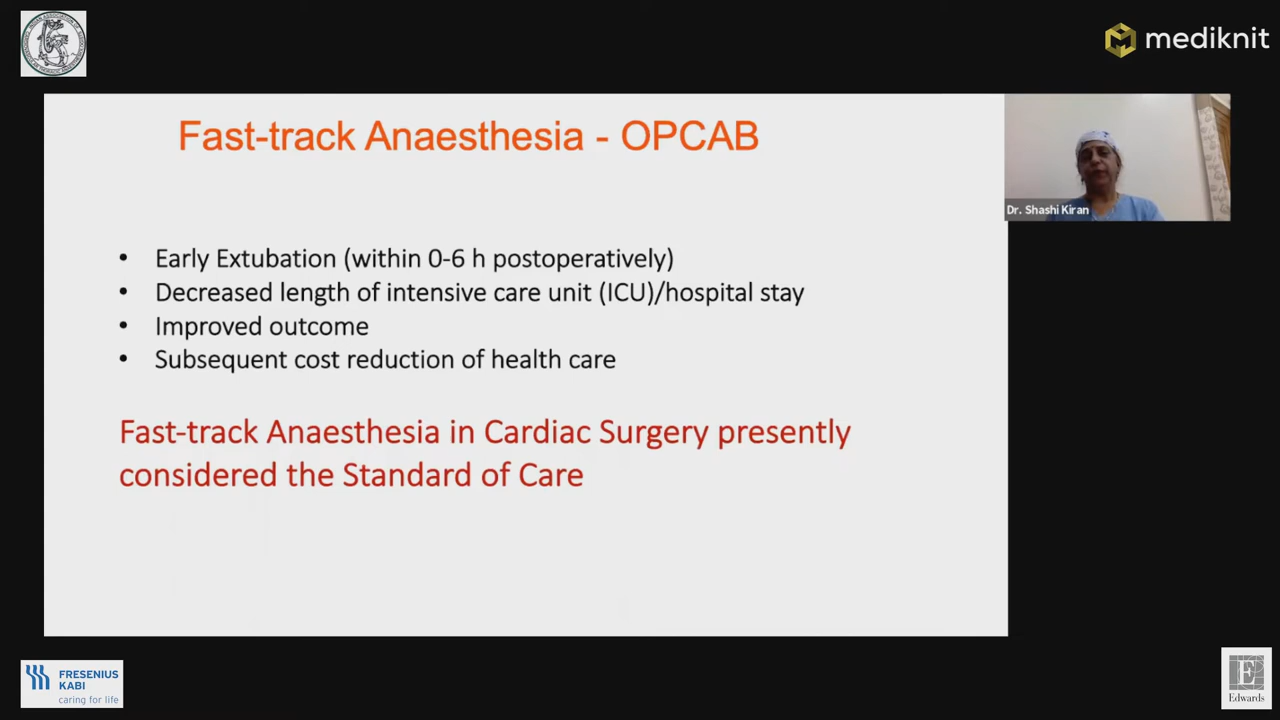 mediknit
Fast-track Anaesthesia - OPCAB
Dr. Shashi Kiran
• Early Extubation (within 0-6 h postoperatively)
• Decreased length of intensive care unit (ICU)/hospital stay
• Improved outcome
• Subsequent cost reduction of health care
Fast-track Anaesthesia in Cardiac Surgery presently
considered the Standard of Care
FRESENIUS
KABI
caring for life
E
Edwards